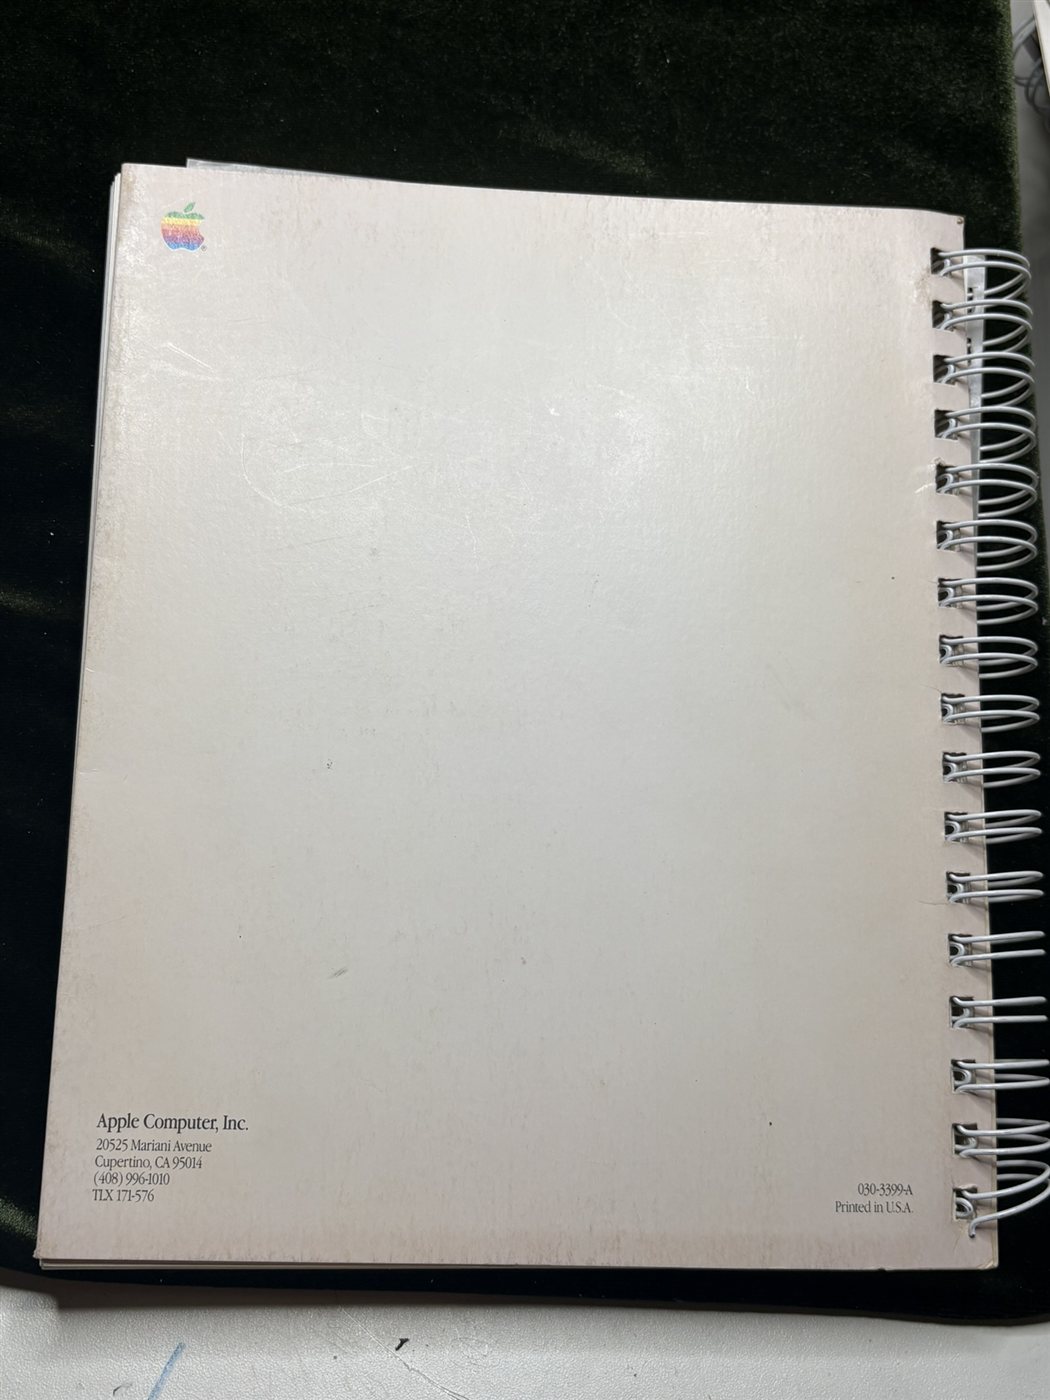 Apple Computer, Inc.
20525 Mariani Avenue
Cupertino, CA 95014
(408) 996-1010
TLX 171-576
030-3399-A
Printed in U.S.A.